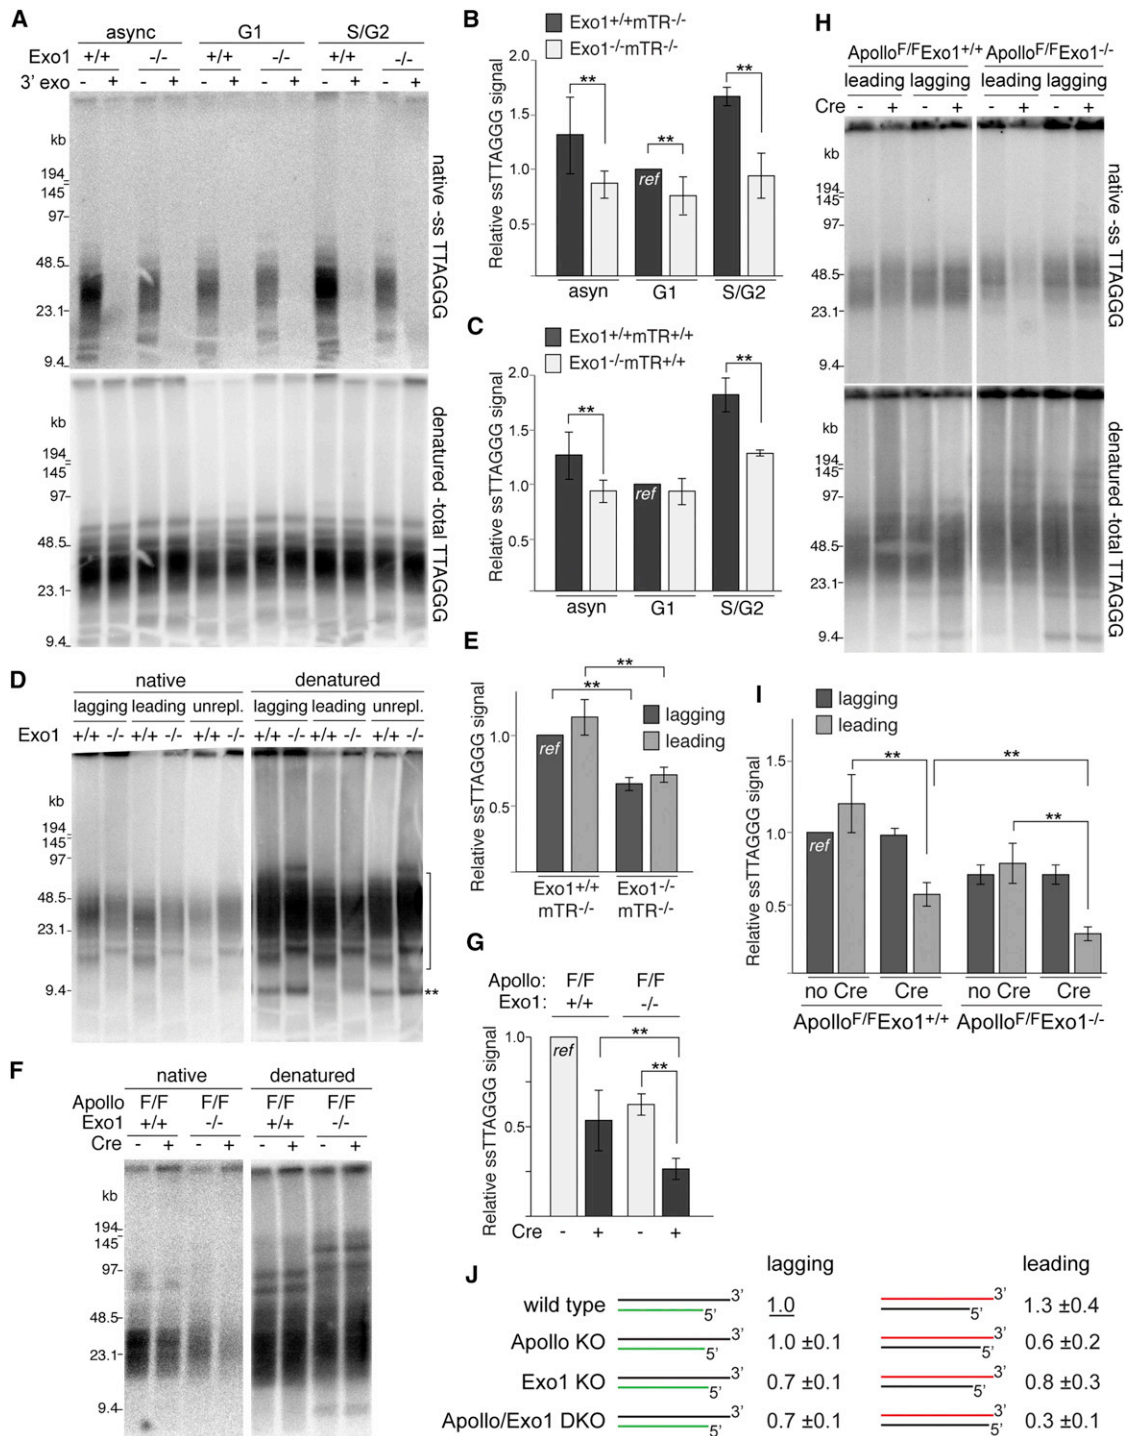 A
async G1 S/G2
Exo1 +/+ -/- +/+ -/- +/+ -/-
3' exo - + - + - + - + - + - +
kb
194
145
97
48.5
23.1
9.4
native -ss TTAGGG
kb
194
145
97
48.5
23.1
9.4
denatured -total TTAGGG
B
Exo1+/+mTR-/-
Exo1-/-mTR-/-
Relative ssTTAGGG signal
2.0
1.5
1.0
0.5
** ** **
ref
asyn G1 S/G2
C
Exo1+/+mTR+/+
Exo1-/-mTR+/+
Relative ssTTAGGG signal
2.0
1.5
1.0
0.5
** **
ref
asyn G1 S/G2
D
native denatured
lagging leading unrepl. lagging leading unrepl.
Exo1 +/+ -/- +/+ -/- +/+ -/- +/+ -/- +/+ -/- +/+ -/-
kb
194
145
97
48.5
23.1
9.4
**
E
Relative ssTTAGGG signal
1.0
0.5
**
**
ref
lagging
leading
Exo1+/+ Exo1-/-
mTR-/- mTR-/-
F
native denatured
Apollo F/F F/F F/F F/F
Exo1 +/+ -/- +/+ -/-
Cre - + - + - + - +
kb
194
145
97
48.5
23.1
9.4
G
Apollo: F/F F/F
Exo1: +/+ -/-
Relative ssTTAGGG signal
1.0
0.5
ref
**
**
Cre - + - +
H
ApolloF/FExo1+/+ ApolloF/FExo1-/-
leading lagging leading lagging
Cre - + - + - + - +
kb
194
145
97
48.5
23.1
9.4
native -ss TTAGGG
kb
194
145
97
48.5
23.1
9.4
denatured -total TTAGGG
I
lagging
leading
Relative ssTTAGGG signal
1.5
1.0
0.5
** **
**
ref
no Cre Cre no Cre Cre
ApolloF/FExo1+/+ ApolloF/FExo1-/-
J
lagging leading
wild type 3' 5' 1.0 3' 5' 1.3 ±0.4
Apollo KO 3' 5' 1.0 ±0.1 3' 5' 0.6 ±0.2
Exo1 KO 3' 5' 0.7 ±0.1 3' 5' 0.8 ±0.3
Apollo/Exo1 DKO 3' 5' 0.7 ±0.1 3' 5' 0.3 ±0.1